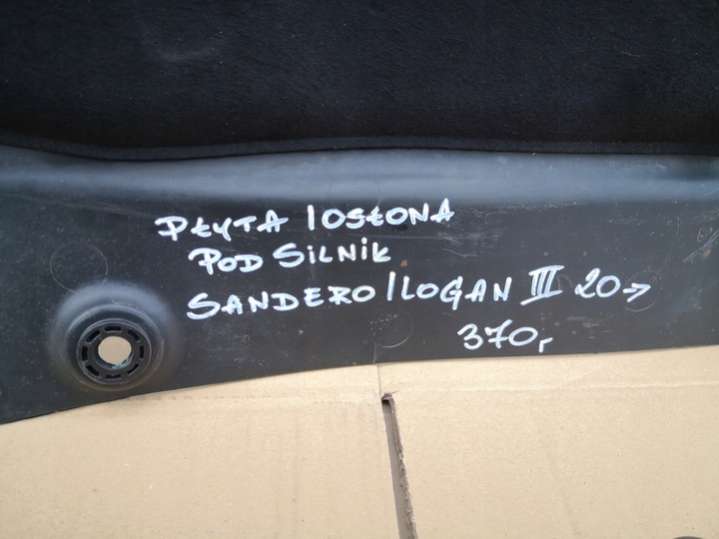 PŁYTA / OSŁONA
POD SILNIK
SANDERO / LOGAN III 20->
370,-